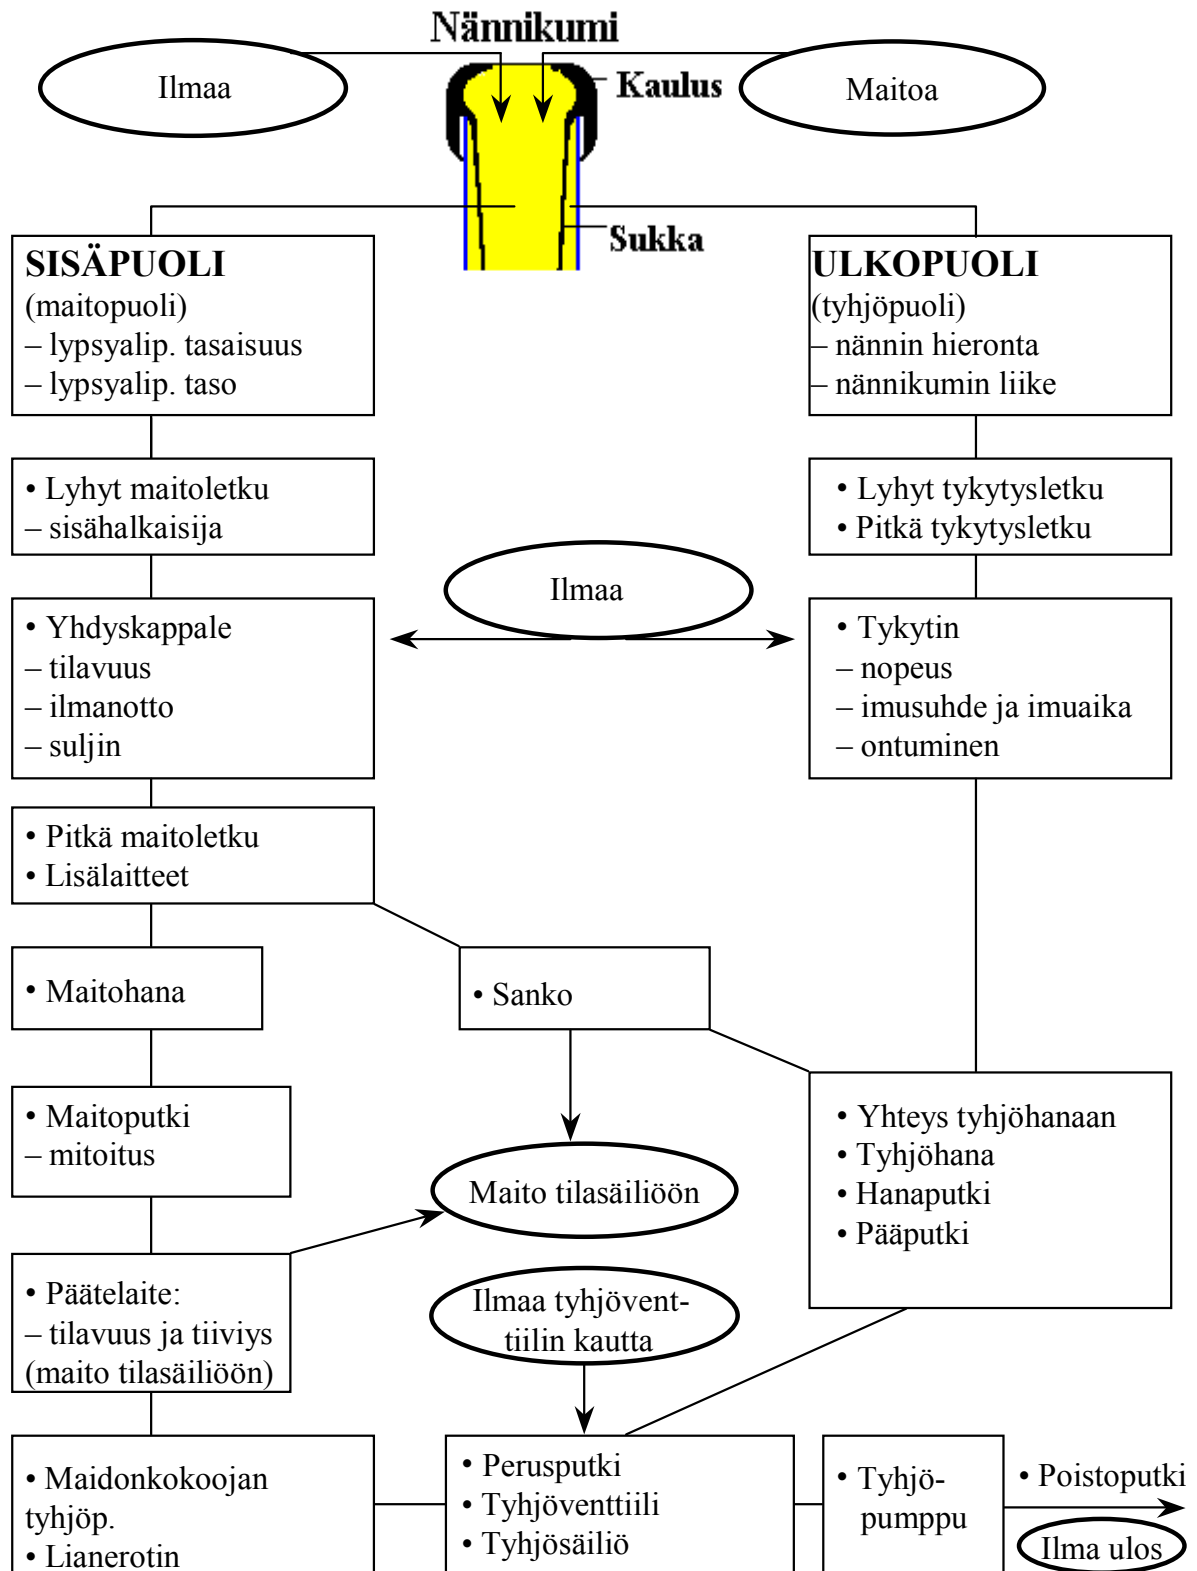 Nännikumi
Ilmaa
Kaulus
Maitoa
Sukka
SISÄPUOLI
(maitopuoli)
– lypsyalip. tasaisuus
– lypsyalip. taso
ULKOPUOLI
(tyhjöpuoli)
– nännin hieronta
– nännikumin liike
• Lyhyt maitoletku
– sisähalkaisija
• Lyhyt tykytysletku
• Pitkä tykytysletku
Ilmaa
• Yhdyskappale
– tilavuus
– ilmanotto
– suljin
• Tykytin
– nopeus
– imusuhde ja imuaika
– ontuminen
• Pitkä maitoletku
• Lisälaitteet
• Maitohana
• Sanko
• Maitoputki
– mitoitus
• Yhteys tyhjöhanaan
• Tyhjöhana
• Hanaputki
• Pääputki
Maito tilasäiliöön
• Päätelaite:
– tilavuus ja tiiviys
(maito tilasäiliöön)
Ilmaa tyhjövent-
tiilin kautta
• Maidonkokoojan
tyhjöp.
• Lianerotin
• Perusputki
• Tyhjöventtiili
• Tyhjösäiliö
• Tyhjö-
pumppu
• Poistoputki
Ilma ulos